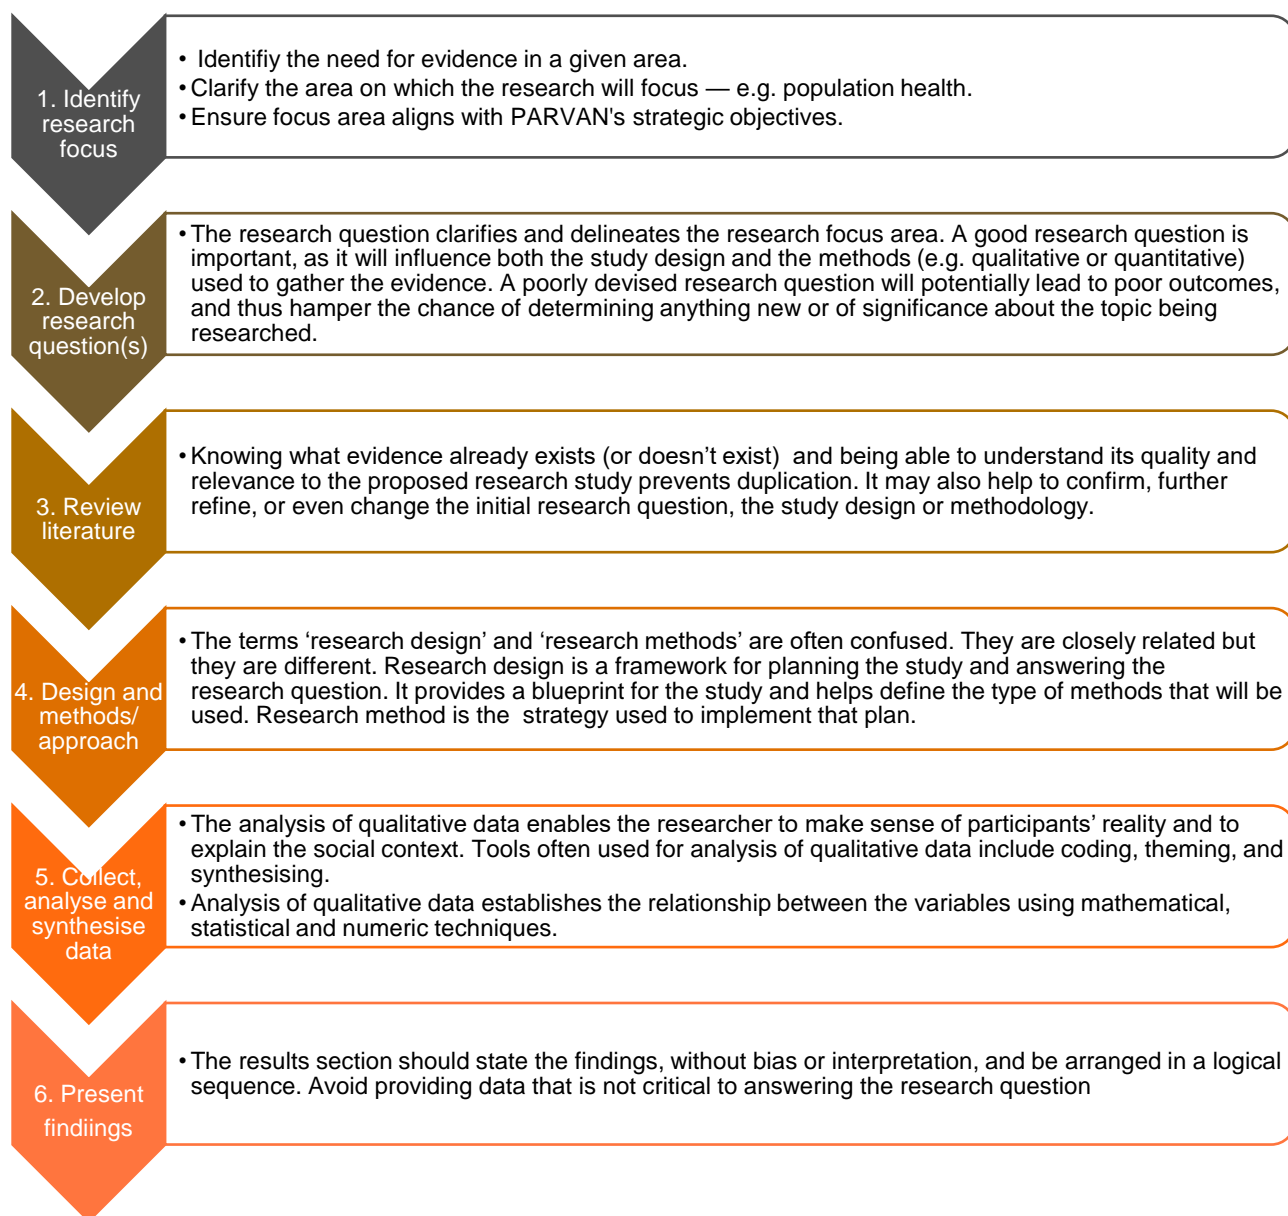 1. Identify
research
focus
• Identifiy the need for evidence in a given area.
• Clarify the area on which the research will focus — e.g. population health.
• Ensure focus area aligns with PARVAN's strategic objectives.
2. Develop
research
question(s)
• The research question clarifies and delineates the research focus area. A good research question is
important, as it will influence both the study design and the methods (e.g. qualitative or quantitative)
used to gather the evidence. A poorly devised research question will potentially lead to poor outcomes,
and thus hamper the chance of determining anything new or of significance about the topic being
researched.
3. Review
literature
• Knowing what evidence already exists (or doesn’t exist)  and being able to understand its quality and
relevance to the proposed research study prevents duplication. It may also help to confirm, further
refine, or even change the initial research question, the study design or methodology.
4. Design and
methods/
approach
• The terms ‘research design’ and ‘research methods’ are often confused. They are closely related but
they are different. Research design is a framework for planning the study and answering the
research question. It provides a blueprint for the study and helps define the type of methods that will be
used. Research method is the  strategy used to implement that plan.
5. Collect,
analyse and
synthesise
data
• The analysis of qualitative data enables the researcher to make sense of participants’ reality and to
explain the social context. Tools often used for analysis of qualitative data include coding, theming, and
synthesising.
• Analysis of qualitative data establishes the relationship between the variables using mathematical,
statistical and numeric techniques.
6. Present
findiings
• The results section should state the findings, without bias or interpretation, and be arranged in a logical
sequence. Avoid providing data that is not critical to answering the research question